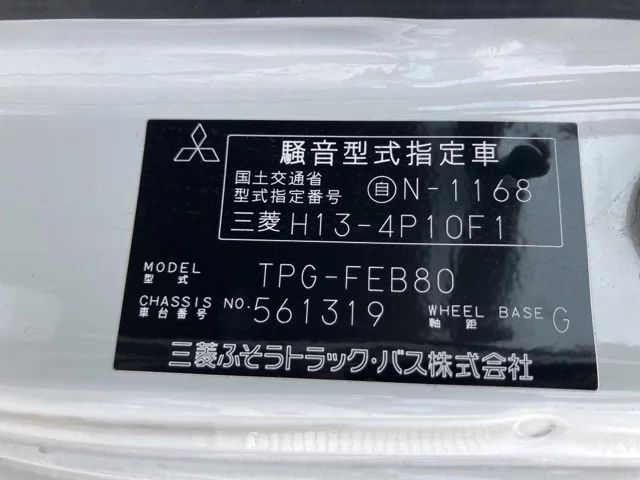 騒音型式指定車
国土交通省
型式指定番号 自 N-1168
三菱 H13-4P10F1
MODEL
型式 TPG-FEB80
CHASSIS NO. 561319 WHEEL BASE G
車台番号 軸距
三菱ふそうトラック・バス株式会社